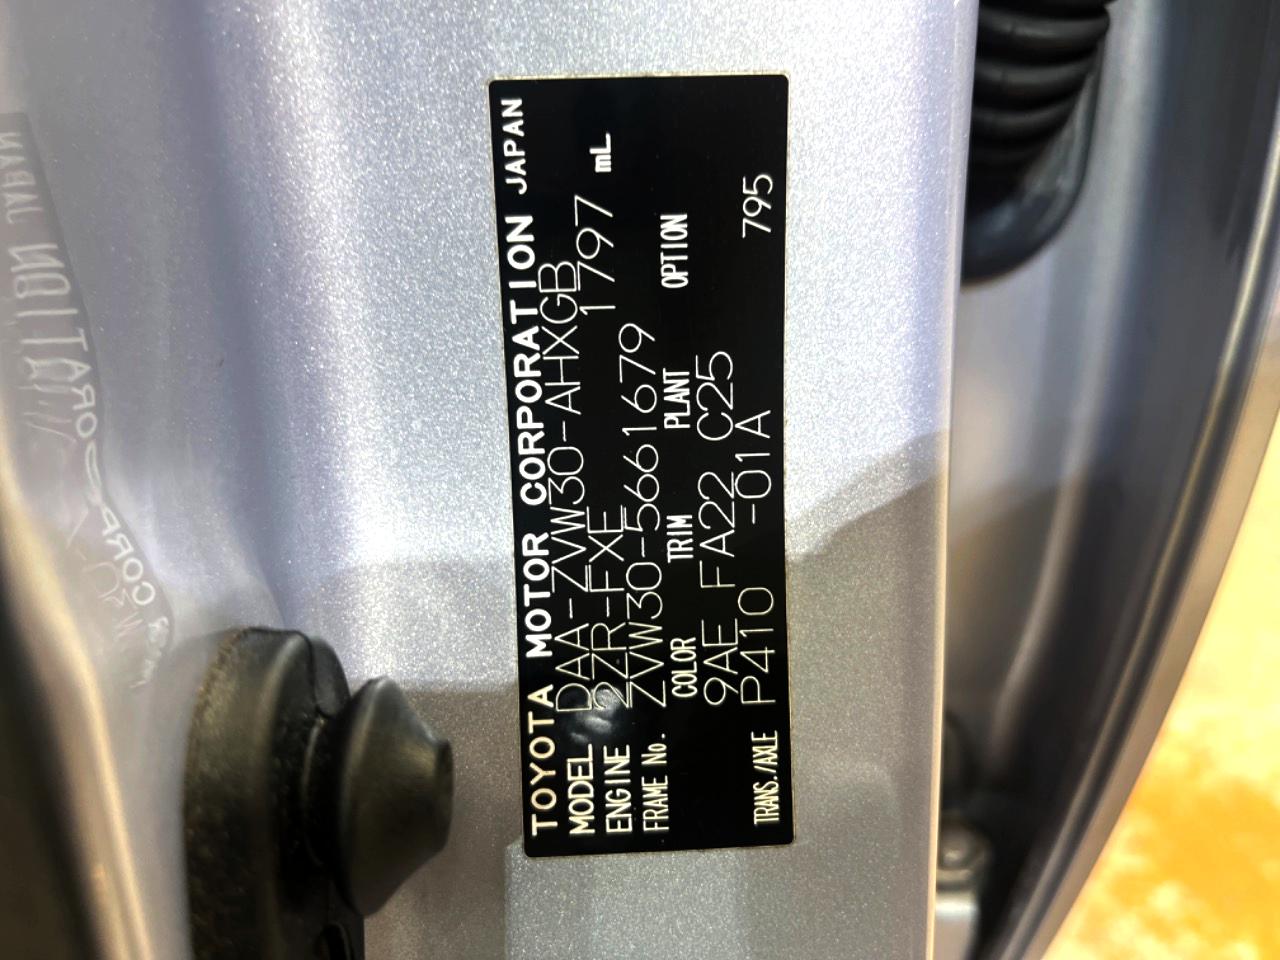 TOYOTA MOTOR CORPORATION JAPAN
MODEL DAA-ZVW30-AHXGB
ENGINE 2ZR-FXE 1797 mL
FRAME No. ZVW30-5661679
COLOR TRIM PLANT OPTION
9AE FA22 C25
TRANS./AXLE P410 -01A 795